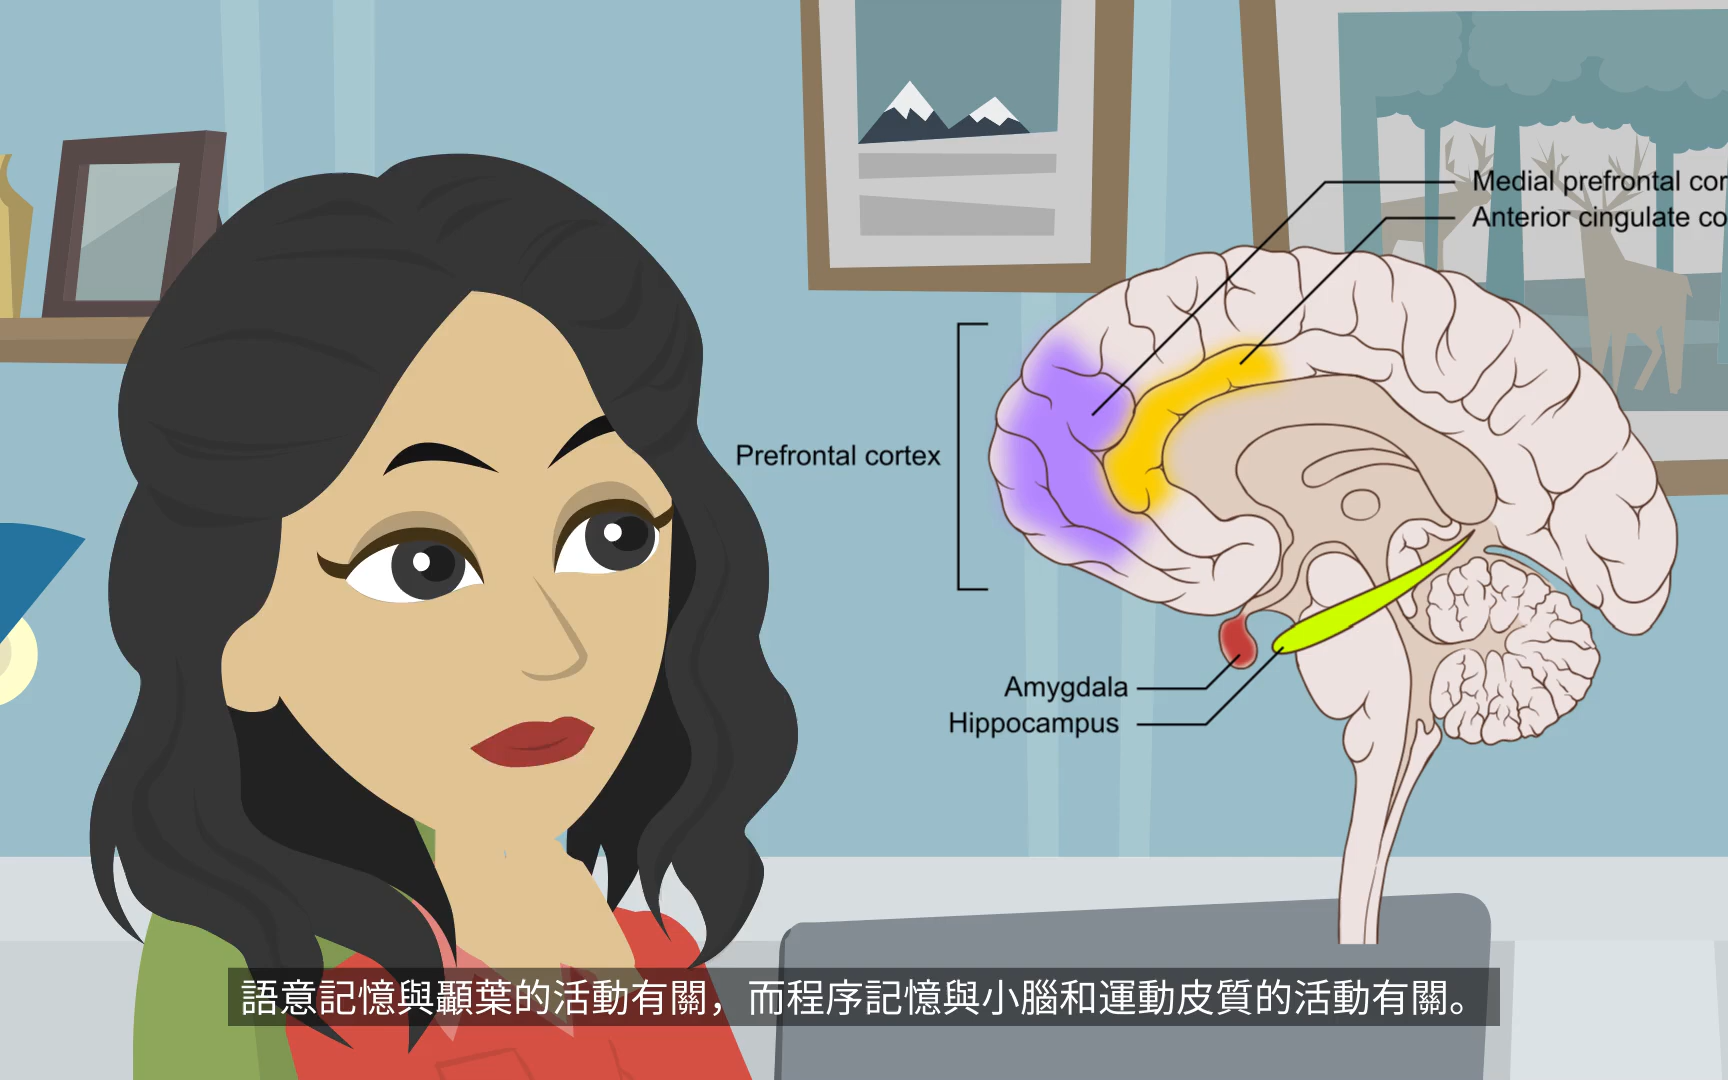 Medial prefrontal cor
Anterior cingulate co
Prefrontal cortex
Amygdala
Hippocampus
語意記憶與顳葉的活動有關，而程序記憶與小腦和運動皮質的活動有關。